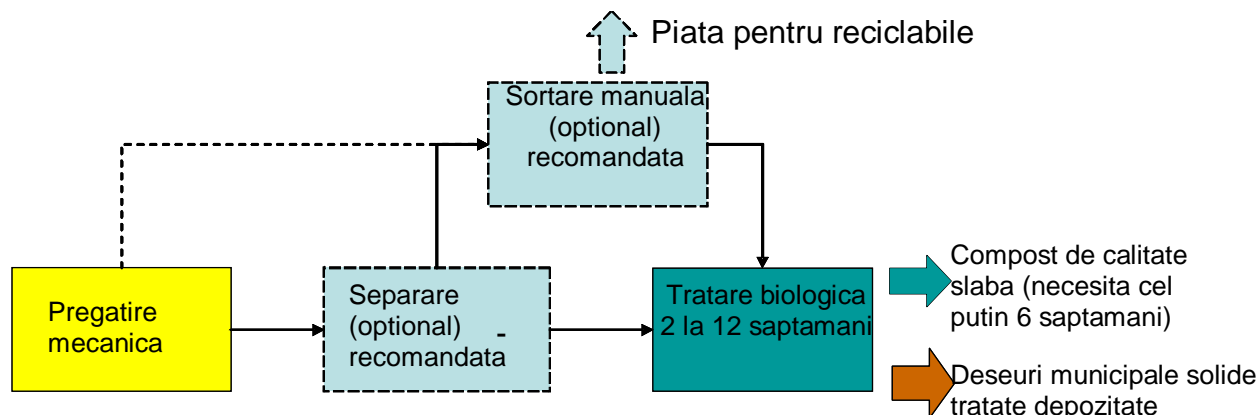 Piata pentru reciclabile
Sortare manuala
(optional)
recomandata
Pregatire
mecanica
Separare
(optional) -
recomandata
Tratare biologica
2 la 12 saptamani
Compost de calitate
slaba (necesita cel
putin 6 saptamani)
Deseuri municipale solide
tratate depozitate